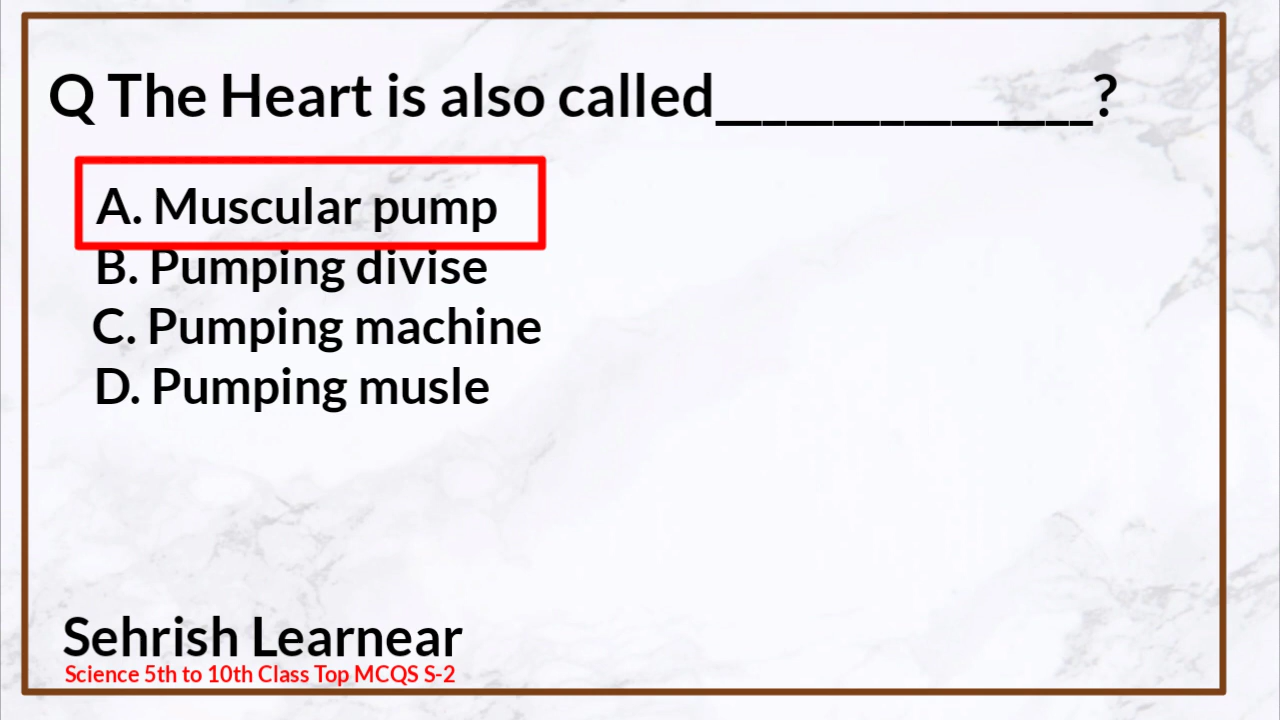 Q The Heart is also called________________?
A. Muscular pump
B. Pumping divise
C. Pumping machine
D. Pumping musle
Sehrish Learnear
Science 5th to 10th Class Top MCQS S-2